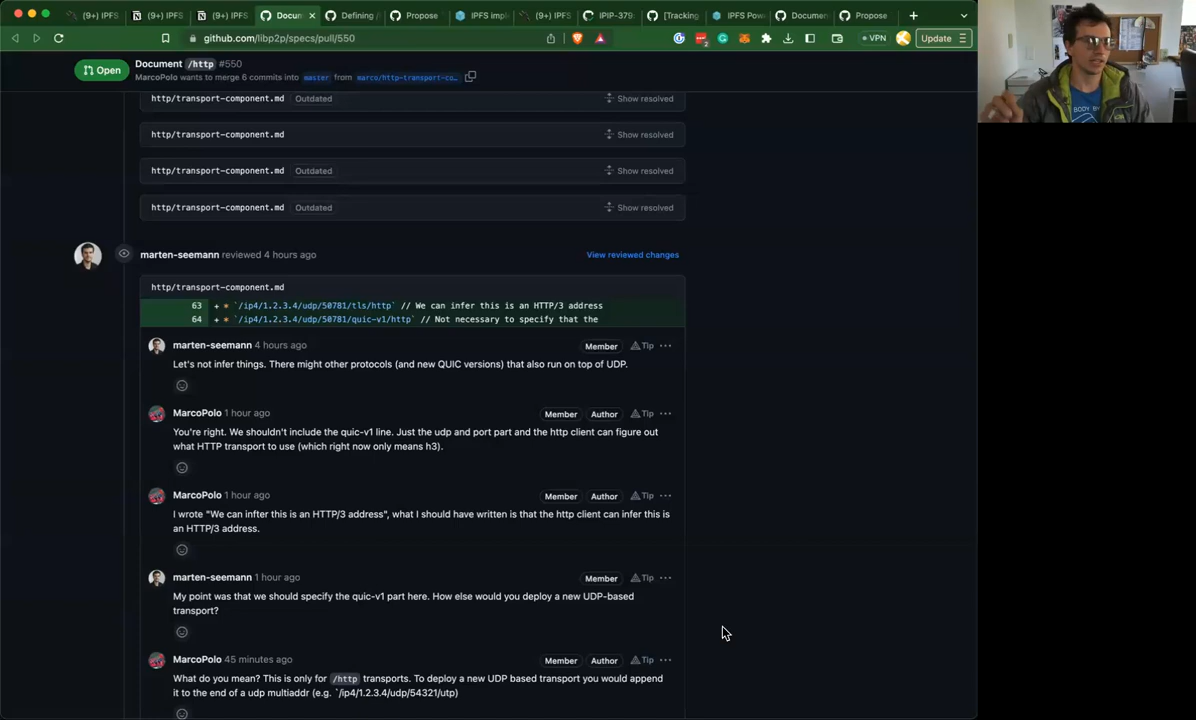 (9+) IPFS
(9+) IPFS
(9+) IPFS
Docum
Defining /
Propose
IPFS impl
(9+) IPFS
IPIP-379:
[Tracking
IPFS Pow
Documen
Propose
github.com/libp2p/specs/pull/550
2
VPN
Update
Open
Document /http #550
MarcoPolo wants to merge 6 commits into master from marco/http-transport-co…
http/transport-component.md Outdated Show resolved
http/transport-component.md Show resolved
http/transport-component.md Outdated Show resolved
http/transport-component.md Outdated Show resolved
marten-seemann reviewed 4 hours ago View reviewed changes
http/transport-component.md
63 + * `/ip4/1.2.3.4/udp/50781/tls/http` // We can infer this is an HTTP/3 address
64 + * `/ip4/1.2.3.4/udp/50781/quic-v1/http` // Not necessary to specify that the
marten-seemann 4 hours ago Member Tip ...
Let's not infer things. There might other protocols (and new QUIC versions) that also run on top of UDP.
MarcoPolo 1 hour ago Member Author Tip ...
You're right. We shouldn't include the quic-v1 line. Just the udp and port part and the http client can figure out
what HTTP transport to use (which right now only means h3).
MarcoPolo 1 hour ago Member Author Tip ...
I wrote "We can infter this is an HTTP/3 address", what I should have written is that the http client can infer this is
an HTTP/3 address.
marten-seemann 1 hour ago Member Tip ...
My point was that we should specify the quic-v1 part here. How else would you deploy a new UDP-based
transport?
MarcoPolo 45 minutes ago Member Author Tip ...
What do you mean? This is only for /http transports. To deploy a new UDP based transport you would append
it to the end of a udp multiaddr (e.g. `/ip4/1.2.3.4/udp/54321/utp)
BODY BY